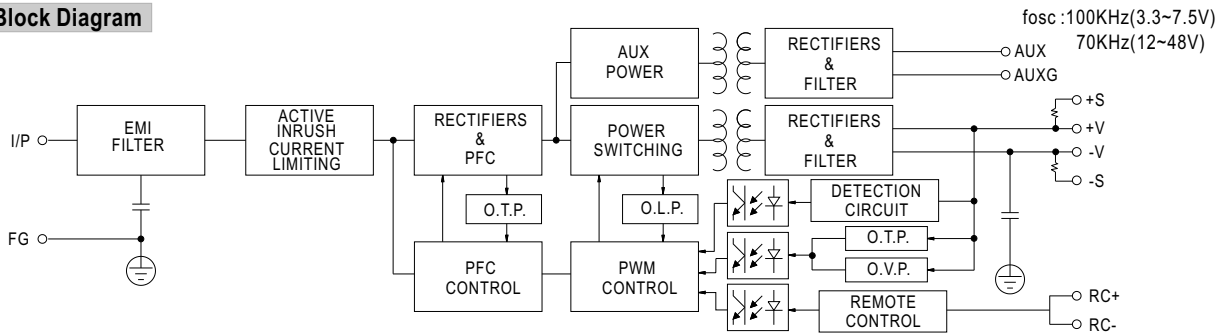 Block Diagram
fosc :100KHz(3.3~7.5V)
70KHz(12~48V)
AUX
POWER
RECTIFIERS
&
FILTER
AUX
AUXG
I/P
EMI
FILTER
ACTIVE
INRUSH
CURRENT
LIMITING
RECTIFIERS
&
PFC
POWER
SWITCHING
RECTIFIERS
&
FILTER
+S
+V
-V
-S
O.T.P.
O.L.P.
DETECTION
CIRCUIT
FG
PFC
CONTROL
PWM
CONTROL
O.T.P.
O.V.P.
REMOTE
CONTROL
RC+
RC-